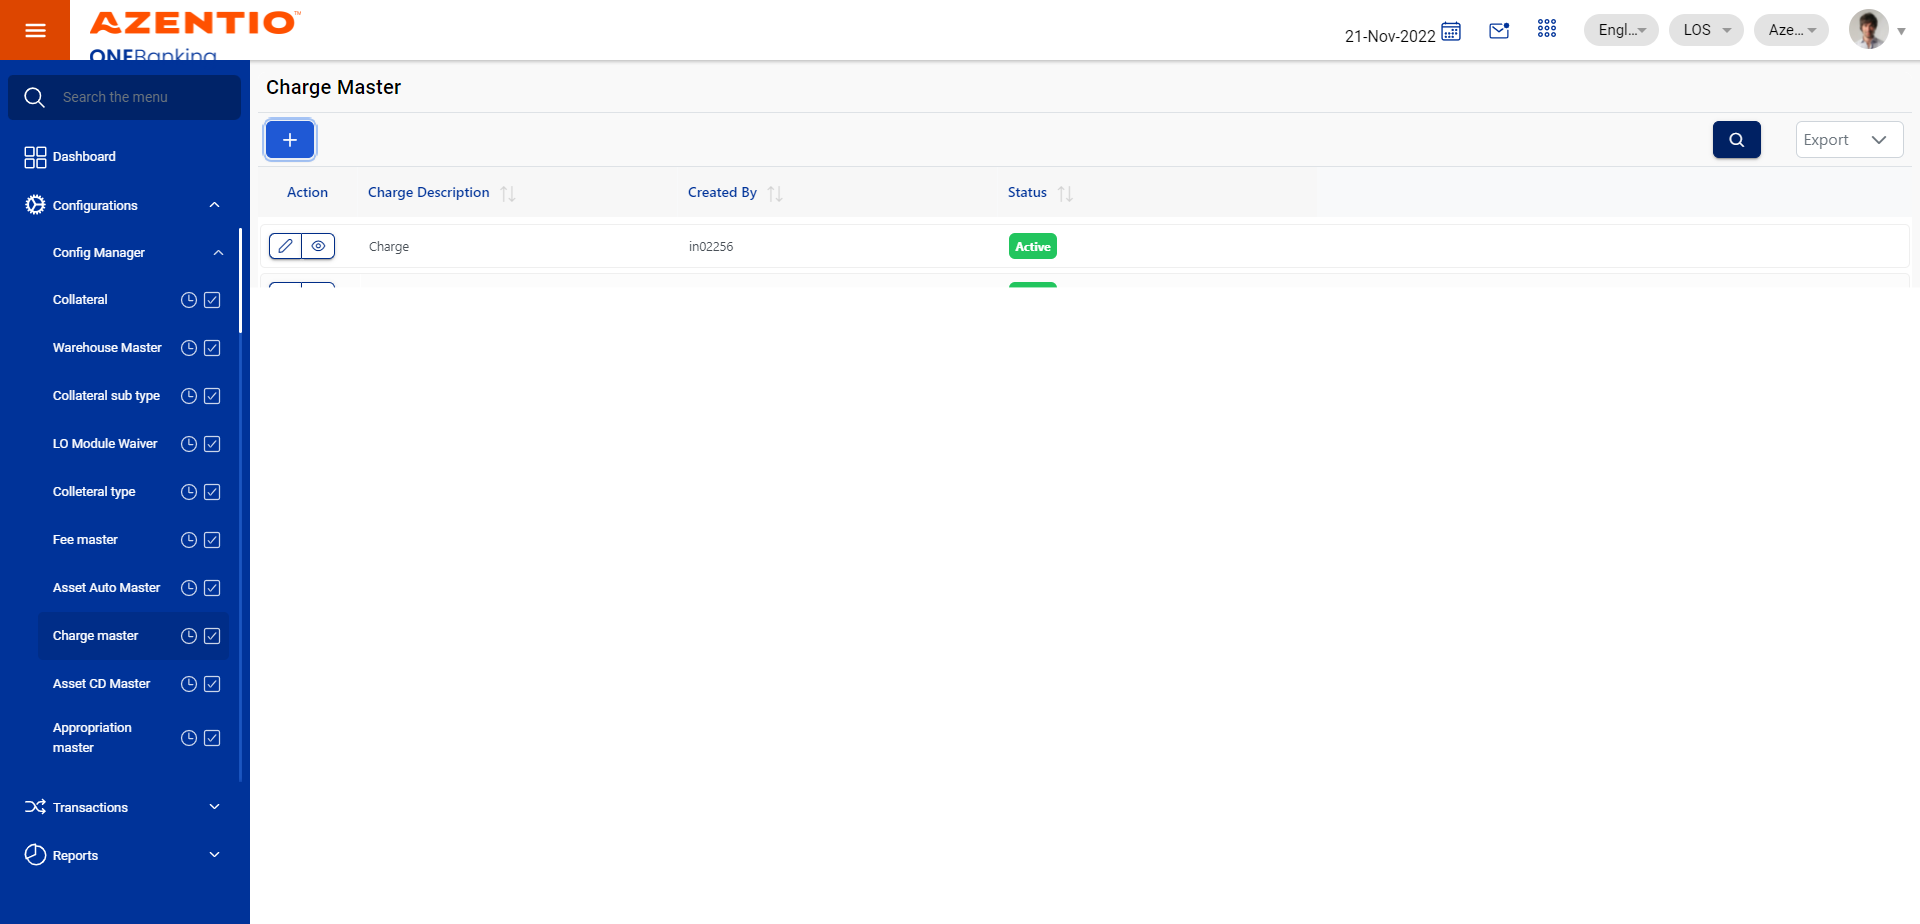 AZENTIO™
ONEBanking
21-Nov-2022
Engl...
LOS
Aze...
Search the menu
Dashboard
Configurations
Config Manager
Collateral
Warehouse Master
Collateral sub type
LO Module Waiver
Colleteral type
Fee master
Asset Auto Master
Charge master
Asset CD Master
Appropriation
master
Transactions
Reports
Charge Master
+
Export
Action Charge Description Created By Status
Charge in02256 Active